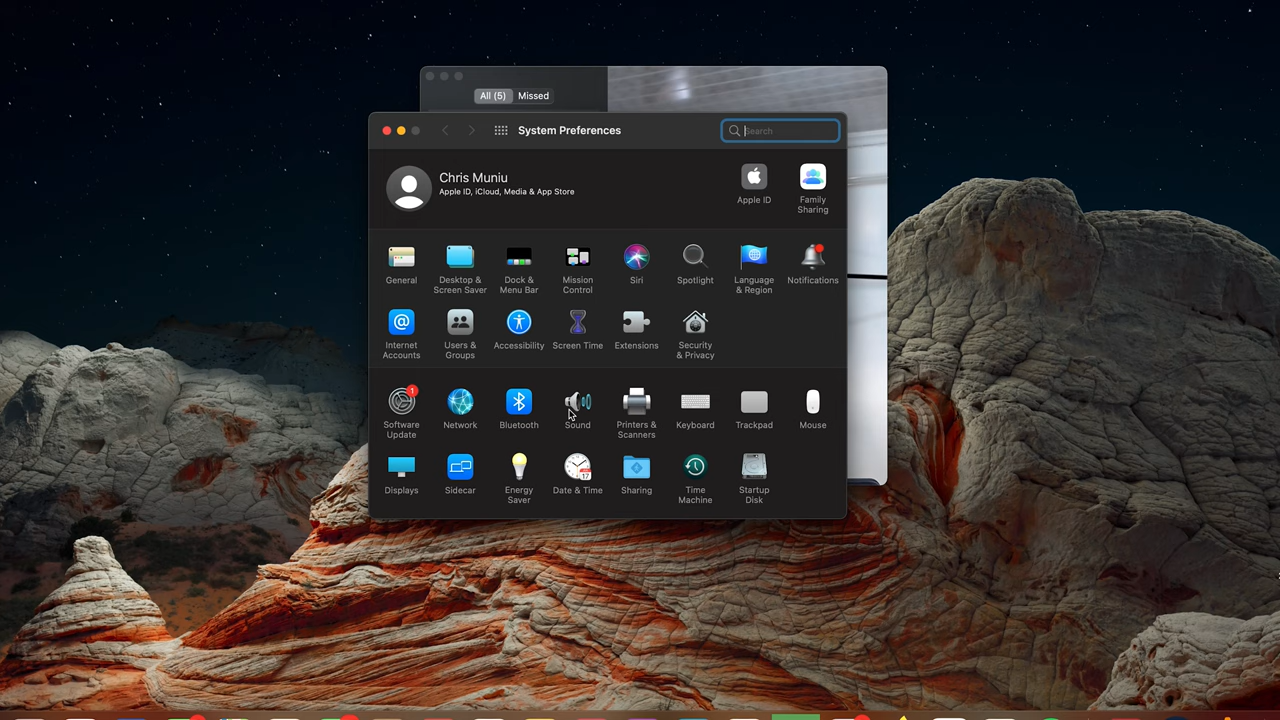 All (5) Missed
System Preferences
Search
Chris Muniu
Apple ID, iCloud, Media & App Store
Apple ID
Family
Sharing
General
Desktop &
Screen Saver
Dock &
Menu Bar
Mission
Control
Siri
Spotlight
Language
& Region
Notifications
Internet
Accounts
Users &
Groups
Accessibility
Screen Time
Extensions
Security
& Privacy
1
Software
Update
Network
Bluetooth
Sound
Printers &
Scanners
Keyboard
Trackpad
Mouse
Displays
Sidecar
Energy
Saver
17
Date & Time
Sharing
Time
Machine
Startup
Disk